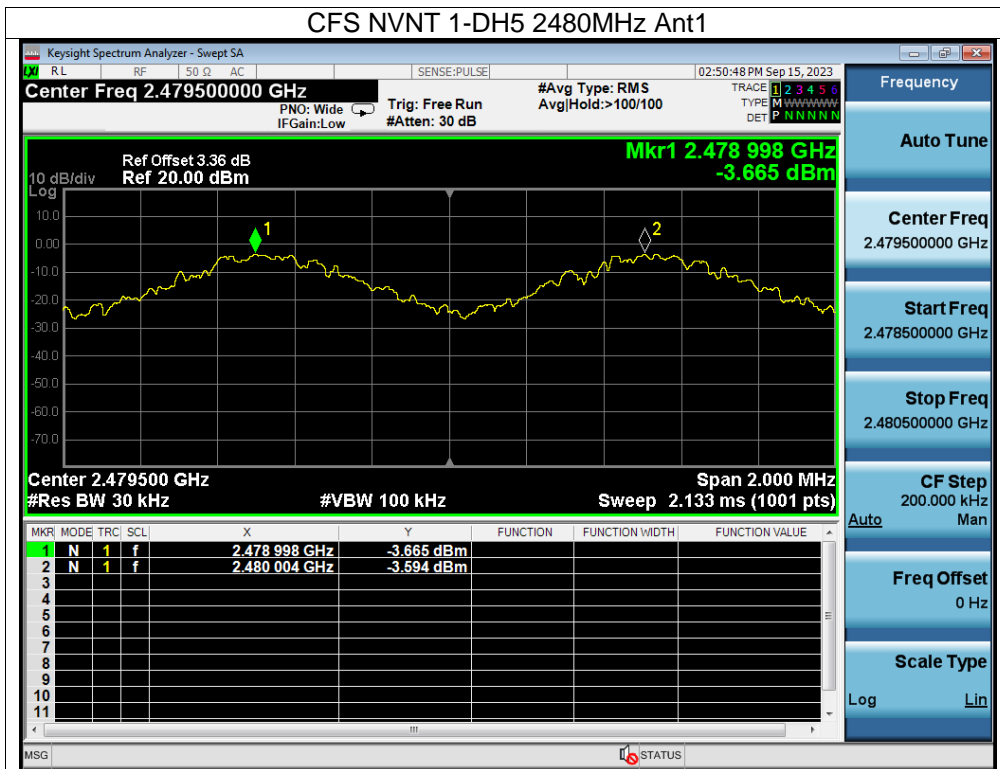 CFS NVNT 1-DH5 2480MHz Ant1
Keysight Spectrum Analyzer - Swept SA
LXI RL RF 50 Ω AC SENSE:PULSE 02:50:48 PM Sep 15, 2023
Center Freq 2.479500000 GHz
PNO: Wide
IFGain:Low
Trig: Free Run
#Atten: 30 dB
#Avg Type: RMS
Avg|Hold:>100/100
TRACE 1 2 3 4 5 6
TYPE M WWWWW
DET P N N N N N
Mkr1 2.478 998 GHz
-3.665 dBm
Ref Offset 3.36 dB
10 dB/div Ref 20.00 dBm
Log
10.0
0.00
-10.0
-20.0
-30.0
-40.0
-50.0
-60.0
-70.0
1
2
Center 2.479500 GHz Span 2.000 MHz
#Res BW 30 kHz #VBW 100 kHz Sweep 2.133 ms (1001 pts)
MKR MODE TRC SCL X Y FUNCTION FUNCTION WIDTH FUNCTION VALUE
1 N 1 f 2.478 998 GHz -3.665 dBm
2 N 1 f 2.480 004 GHz -3.594 dBm
3
4
5
6
7
8
9
10
11
MSG STATUS
Frequency
Auto Tune
Center Freq
2.479500000 GHz
Start Freq
2.478500000 GHz
Stop Freq
2.480500000 GHz
CF Step
200.000 kHz
Auto Man
Freq Offset
0 Hz
Scale Type
Log Lin